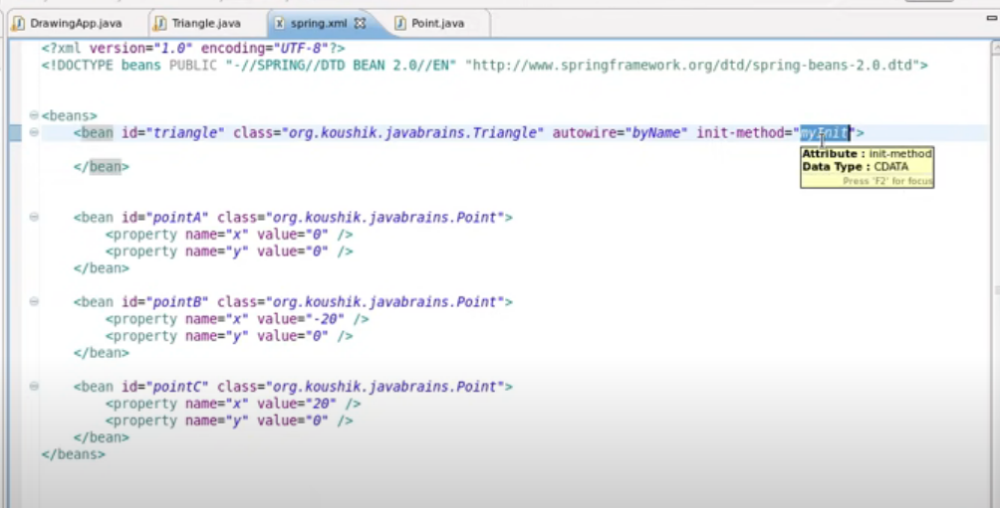 DrawingApp.java Triangle.java spring.xml Point.java
<?xml version="1.0" encoding="UTF-8"?>
<!DOCTYPE beans PUBLIC "-//SPRING//DTD BEAN 2.0//EN" "http://www.springframework.org/dtd/spring-beans-2.0.dtd">
<beans>
<bean id="triangle" class="org.koushik.javabrains.Triangle" autowire="byName" init-method="myInit">
Attribute : init-method
Data Type : CDATA
Press 'F2' for focus
</bean>
<bean id="pointA" class="org.koushik.javabrains.Point">
<property name="x" value="0" />
<property name="y" value="0" />
</bean>
<bean id="pointB" class="org.koushik.javabrains.Point">
<property name="x" value="-20" />
<property name="y" value="0" />
</bean>
<bean id="pointC" class="org.koushik.javabrains.Point">
<property name="x" value="20" />
<property name="y" value="0" />
</bean>
</beans>